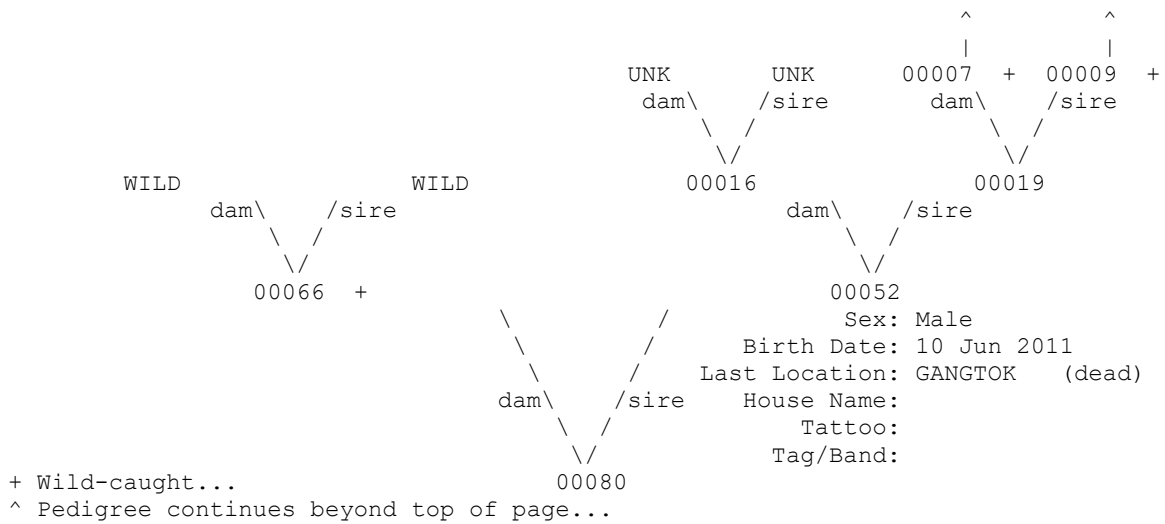 ^ ^
| |
UNK UNK 00007 + 00009 +
dam\ /sire dam\ /sire
\ / \ /
\/ \/
WILD WILD 00016 00019
dam\ /sire dam\ /sire
\ / \ /
\/ \/
00066 + 00052
\ / Sex: Male
\ / Birth Date: 10 Jun 2011
\ / Last Location: GANGTOK (dead)
dam\ /sire House Name:
\ / Tattoo:
\/ Tag/Band:
+ Wild-caught... 00080
^ Pedigree continues beyond top of page...